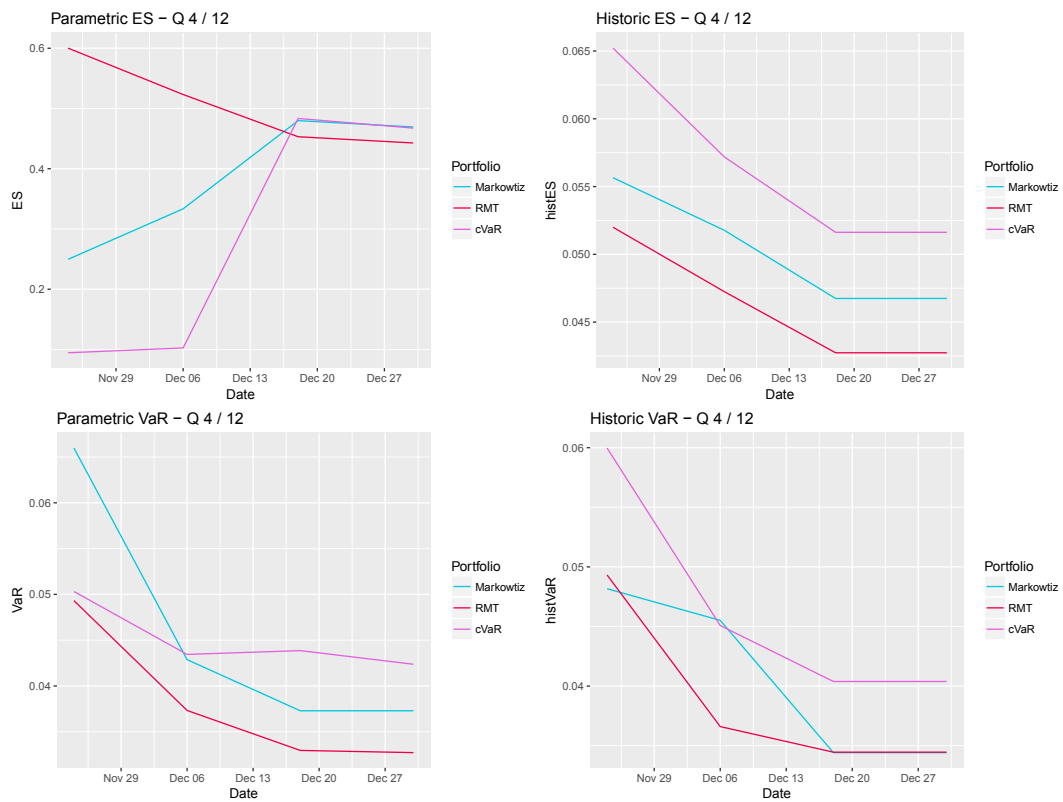 Parametric ES − Q 4 / 12
0.6
0.4
0.2
ES
Nov 29 Dec 06 Dec 13 Dec 20 Dec 27
Date
Portfolio
Markowtiz
RMT
cVaR
Historic ES − Q 4 / 12
0.065
0.060
0.055
0.050
0.045
histES
Nov 29 Dec 06 Dec 13 Dec 20 Dec 27
Date
Portfolio
Markowtiz
RMT
cVaR
Parametric VaR − Q 4 / 12
0.06
0.05
0.04
VaR
Nov 29 Dec 06 Dec 13 Dec 20 Dec 27
Date
Portfolio
Markowtiz
RMT
cVaR
Historic VaR − Q 4 / 12
0.06
0.05
0.04
histVaR
Nov 29 Dec 06 Dec 13 Dec 20 Dec 27
Date
Portfolio
Markowtiz
RMT
cVaR